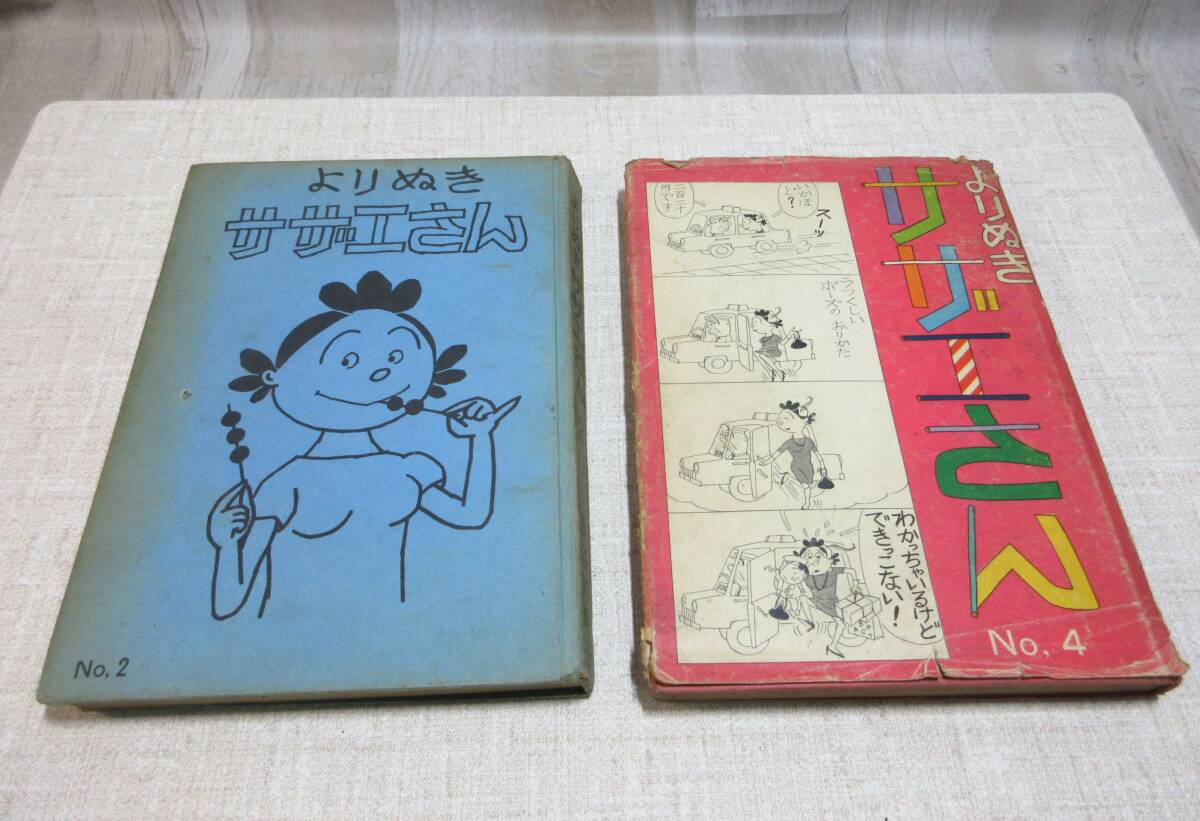 よりぬき
サザエさん
No, 2
よりぬき
サザエさん
いかほ
ど?
二百二十
円です
スーッ
うつくしい
ポーズの おりかた
わかっちゃいるけど
できっこない!
No, 4